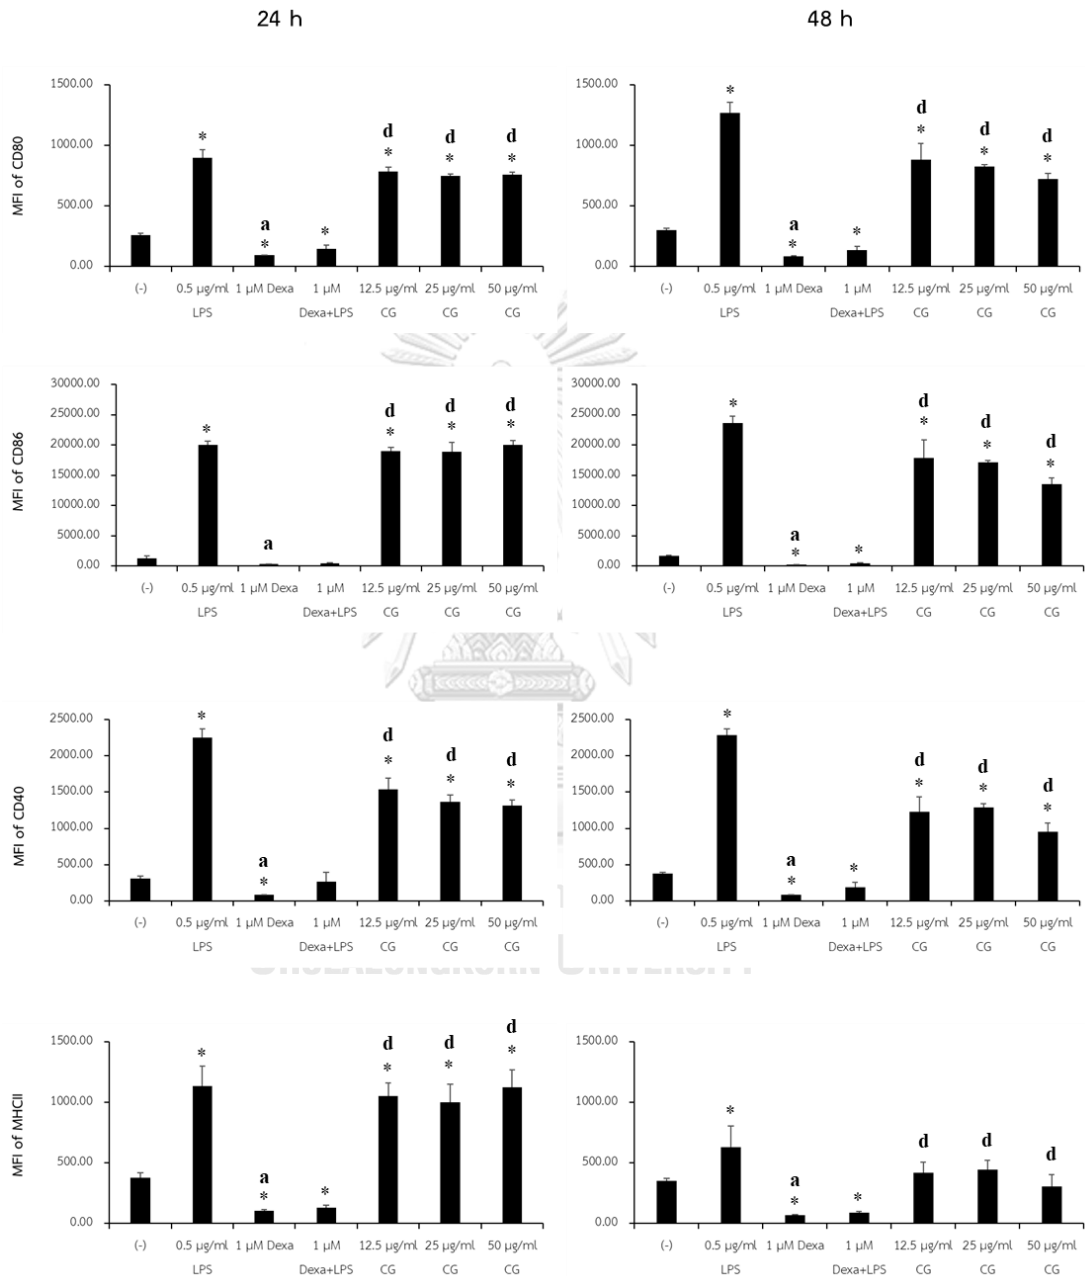 24 h
48 h
MFI of CD80
1500.00
1000.00
500.00
0.00
*
a
*
*
d
*
d
*
d
*
(-)
0.5 µg/ml
1 µM Dexa
1 µM
12.5 µg/ml
25 µg/ml
50 µg/ml
LPS
Dexa+LPS
CG
CG
CG
1500.00
1000.00
500.00
0.00
*
a
*
*
d
*
d
*
d
*
(-)
0.5 µg/ml
1 µM Dexa
1 µM
12.5 µg/ml
25 µg/ml
50 µg/ml
LPS
Dexa+LPS
CG
CG
CG
MFI of CD86
30000.00
25000.00
20000.00
15000.00
10000.00
5000.00
0.00
*
a
d
*
d
*
d
*
(-)
0.5 µg/ml
1 µM Dexa
1 µM
12.5 µg/ml
25 µg/ml
50 µg/ml
LPS
Dexa+LPS
CG
CG
CG
30000.00
25000.00
20000.00
15000.00
10000.00
5000.00
0.00
*
a
*
*
d
*
d
*
d
*
(-)
0.5 µg/ml
1 µM Dexa
1 µM
12.5 µg/ml
25 µg/ml
50 µg/ml
LPS
Dexa+LPS
CG
CG
CG
MFI of CD40
2500.00
2000.00
1500.00
1000.00
500.00
0.00
*
a
*
d
*
d
*
d
*
(-)
0.5 µg/ml
1 µM Dexa
1 µM
12.5 µg/ml
25 µg/ml
50 µg/ml
LPS
Dexa+LPS
CG
CG
CG
2500.00
2000.00
1500.00
1000.00
500.00
0.00
*
a
*
*
d
*
d
*
d
*
(-)
0.5 µg/ml
1 µM Dexa
1 µM
12.5 µg/ml
25 µg/ml
50 µg/ml
LPS
Dexa+LPS
CG
CG
CG
UNIVERSITY
MFI of MHCII
1500.00
1000.00
500.00
0.00
*
a
*
*
d
*
d
*
d
*
(-)
0.5 µg/ml
1 µM Dexa
1 µM
12.5 µg/ml
25 µg/ml
50 µg/ml
LPS
Dexa+LPS
CG
CG
CG
1500.00
1000.00
500.00
0.00
*
a
*
*
d
d
d
(-)
0.5 µg/ml
1 µM Dexa
1 µM
12.5 µg/ml
25 µg/ml
50 µg/ml
LPS
Dexa+LPS
CG
CG
CG